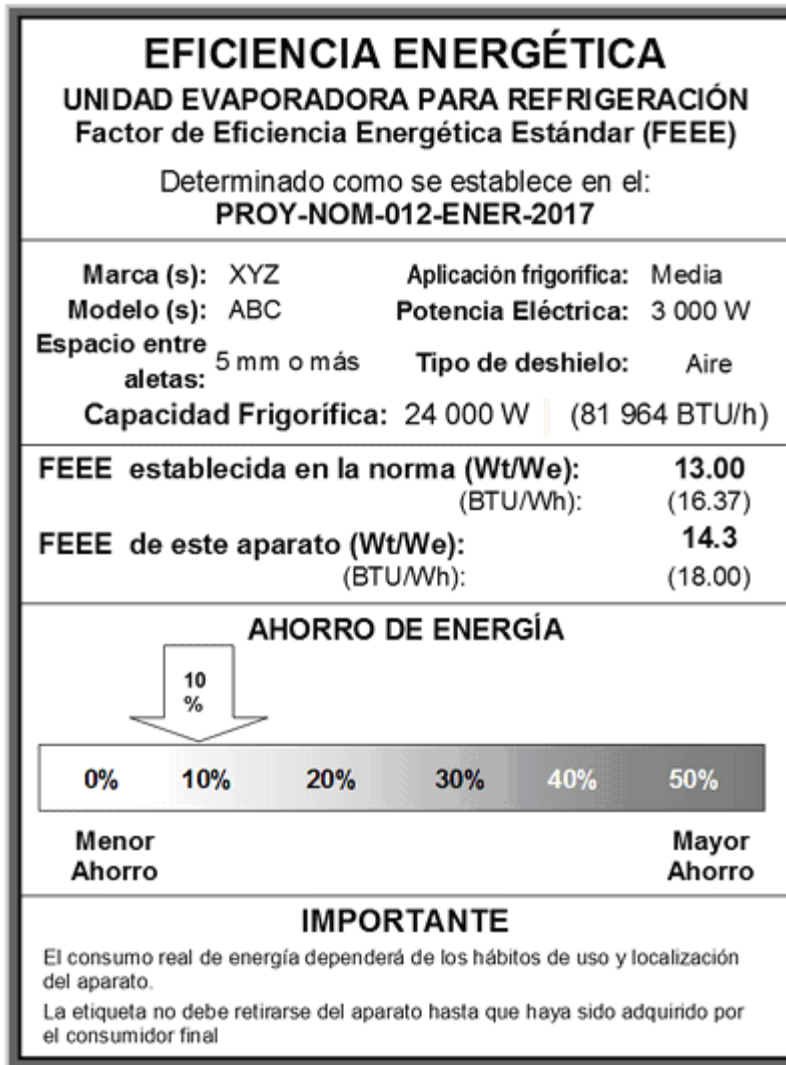 EFICIENCIA ENERGÉTICA
UNIDAD EVAPORADORA PARA REFRIGERACIÓN
Factor de Eficiencia Energética Estándar (FEEE)
Determinado como se establece en el:
PROY-NOM-012-ENER-2017
Marca (s): XYZ Aplicación frigorífica: Media
Modelo (s): ABC Potencia Eléctrica: 3 000 W
Espacio entre aletas: 5 mm o más Tipo de deshielo: Aire
Capacidad Frigorífica: 24 000 W (81 964 BTU/h)
FEEE establecida en la norma (Wt/We): 13.00
(BTU/Wh): (16.37)
FEEE de este aparato (Wt/We): 14.3
(BTU/Wh): (18.00)
AHORRO DE ENERGÍA
10
%
0% 10% 20% 30% 40% 50%
Menor Mayor
Ahorro Ahorro
IMPORTANTE
El consumo real de energía dependerá de los hábitos de uso y localización
del aparato.
La etiqueta no debe retirarse del aparato hasta que haya sido adquirido por
el consumidor final